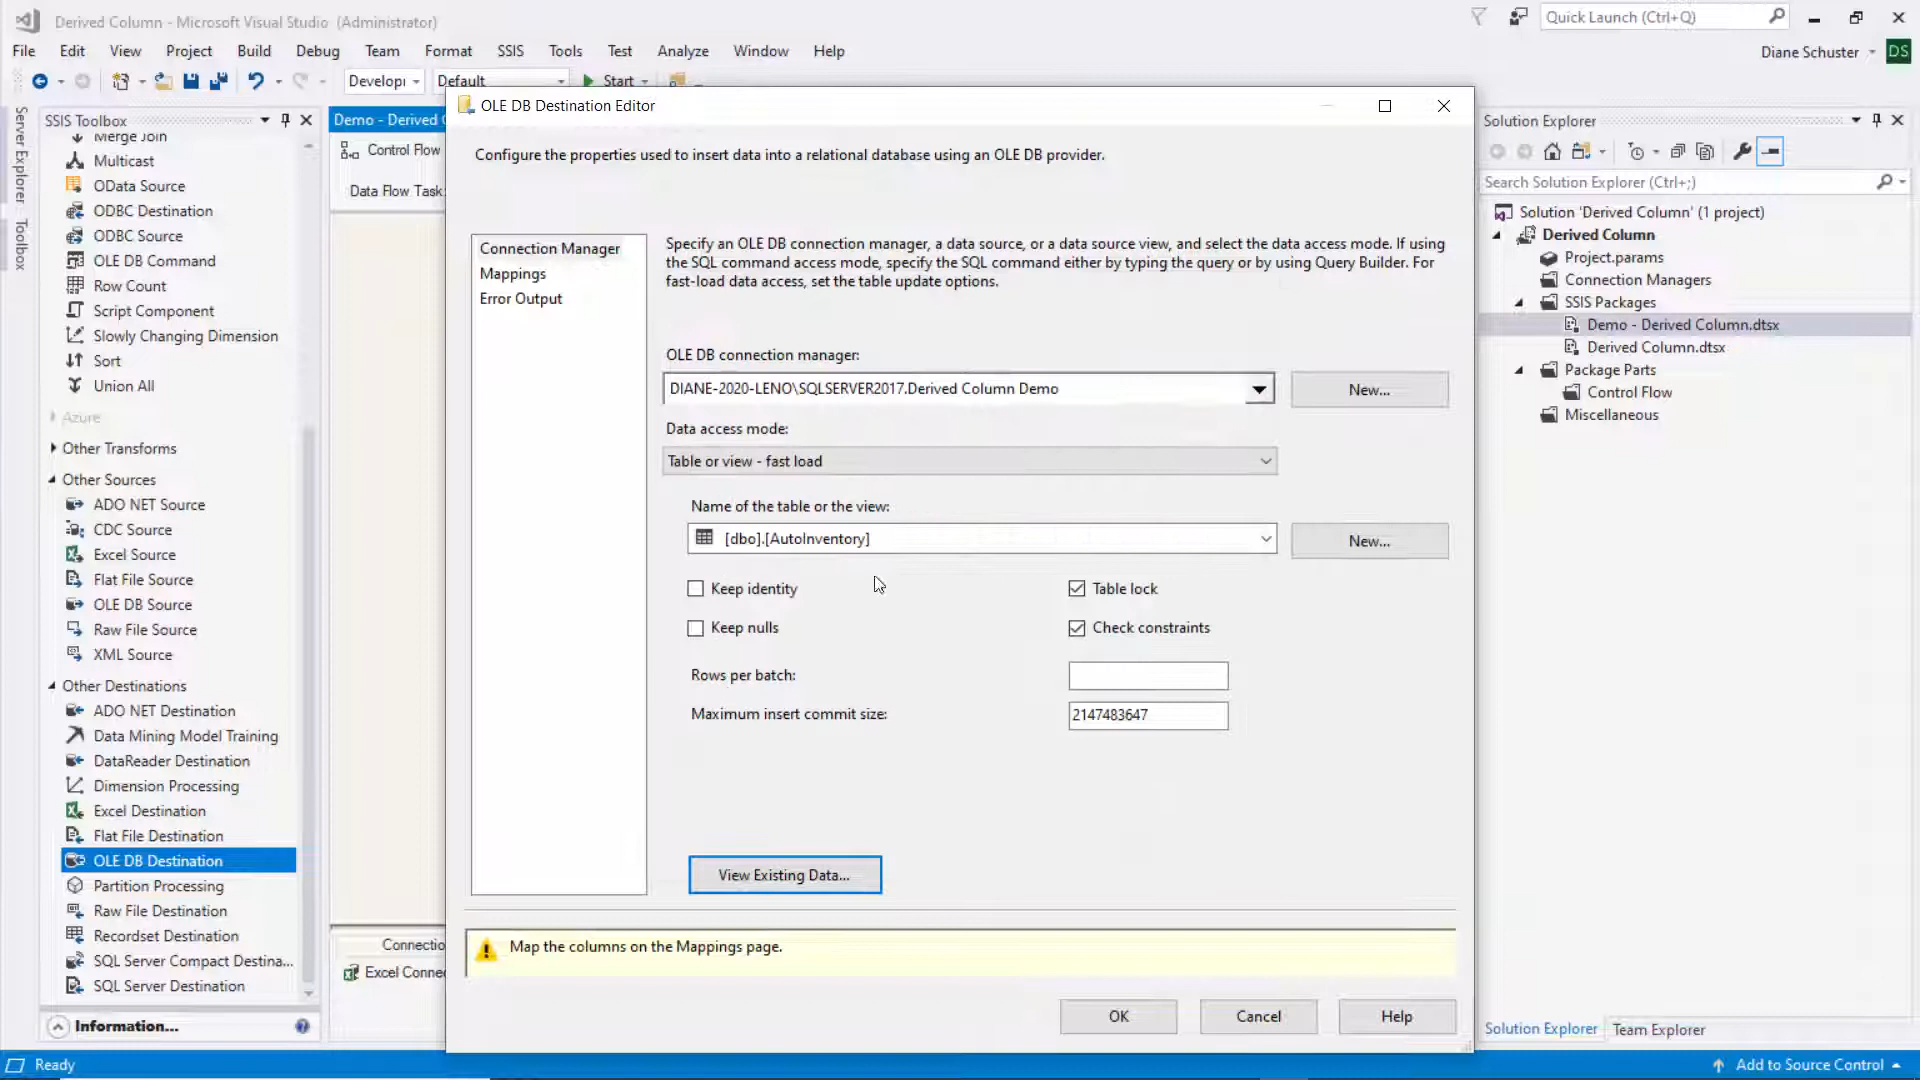 Derived Column - Microsoft Visual Studio (Administrator)
Quick Launch (Ctrl+Q)
File Edit View Project Build Debug Team Format SSIS Tools Test Analyze Window Help
Diane Schuster DS
Developi Default Start
Server Explorer
Toolbox
SSIS Toolbox
Merge Join
Multicast
OData Source
ODBC Destination
ODBC Source
OLE DB Command
Row Count
Script Component
Slowly Changing Dimension
Sort
Union All
Azure
Other Transforms
Other Sources
ADO NET Source
CDC Source
Excel Source
Flat File Source
OLE DB Source
Raw File Source
XML Source
Other Destinations
ADO NET Destination
Data Mining Model Training
DataReader Destination
Dimension Processing
Excel Destination
Flat File Destination
OLE DB Destination
Partition Processing
Raw File Destination
Recordset Destination
SQL Server Compact Destina...
SQL Server Destination
Information...
Demo - Derived C
Control Flow
Data Flow Task:
Connectio
Excel Conne
OLE DB Destination Editor
Configure the properties used to insert data into a relational database using an OLE DB provider.
Connection Manager
Mappings
Error Output
Specify an OLE DB connection manager, a data source, or a data source view, and select the data access mode. If using
the SQL command access mode, specify the SQL command either by typing the query or by using Query Builder. For
fast-load data access, set the table update options.
OLE DB connection manager:
DIANE-2020-LENO\SQLSERVER2017.Derived Column Demo
New...
Data access mode:
Table or view - fast load
Name of the table or the view:
[dbo].[AutoInventory]
New...
Keep identity
Table lock
Keep nulls
Check constraints
Rows per batch:
Maximum insert commit size:
2147483647
View Existing Data...
Map the columns on the Mappings page.
OK
Cancel
Help
Solution Explorer
Search Solution Explorer (Ctrl+;)
Solution 'Derived Column' (1 project)
Derived Column
Project.params
Connection Managers
SSIS Packages
Demo - Derived Column.dtsx
Derived Column.dtsx
Package Parts
Control Flow
Miscellaneous
Solution Explorer
Team Explorer
Ready
Add to Source Control